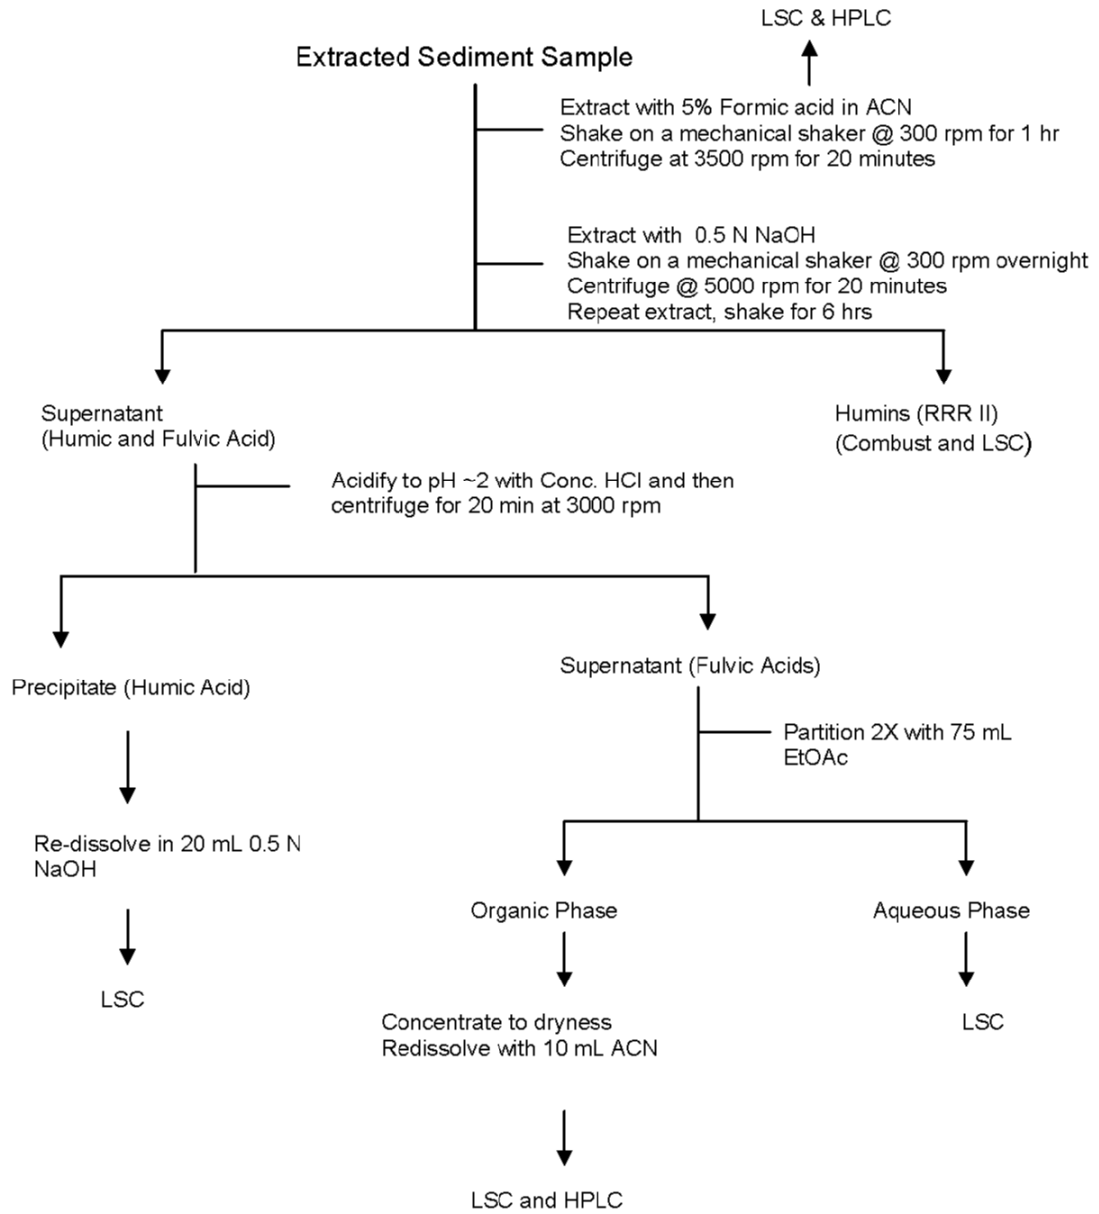 LSC & HPLC
Extracted Sediment Sample
Extract with 5% Formic acid in ACN
Shake on a mechanical shaker @ 300 rpm for 1 hr
Centrifuge at 3500 rpm for 20 minutes
Extract with 0.5 N NaOH
Shake on a mechanical shaker @ 300 rpm overnight
Centrifuge @ 5000 rpm for 20 minutes
Repeat extract, shake for 6 hrs
Supernatant
(Humic and Fulvic Acid)
Humins (RRR II)
(Combust and LSC)
Acidify to pH ~2 with Conc. HCl and then
centrifuge for 20 min at 3000 rpm
Precipitate (Humic Acid)
Supernatant (Fulvic Acids)
Partition 2X with 75 mL
EtOAc
Re-dissolve in 20 mL 0.5 N
NaOH
Organic Phase
Aqueous Phase
LSC
Concentrate to dryness
Redissolve with 10 mL ACN
LSC
LSC and HPLC